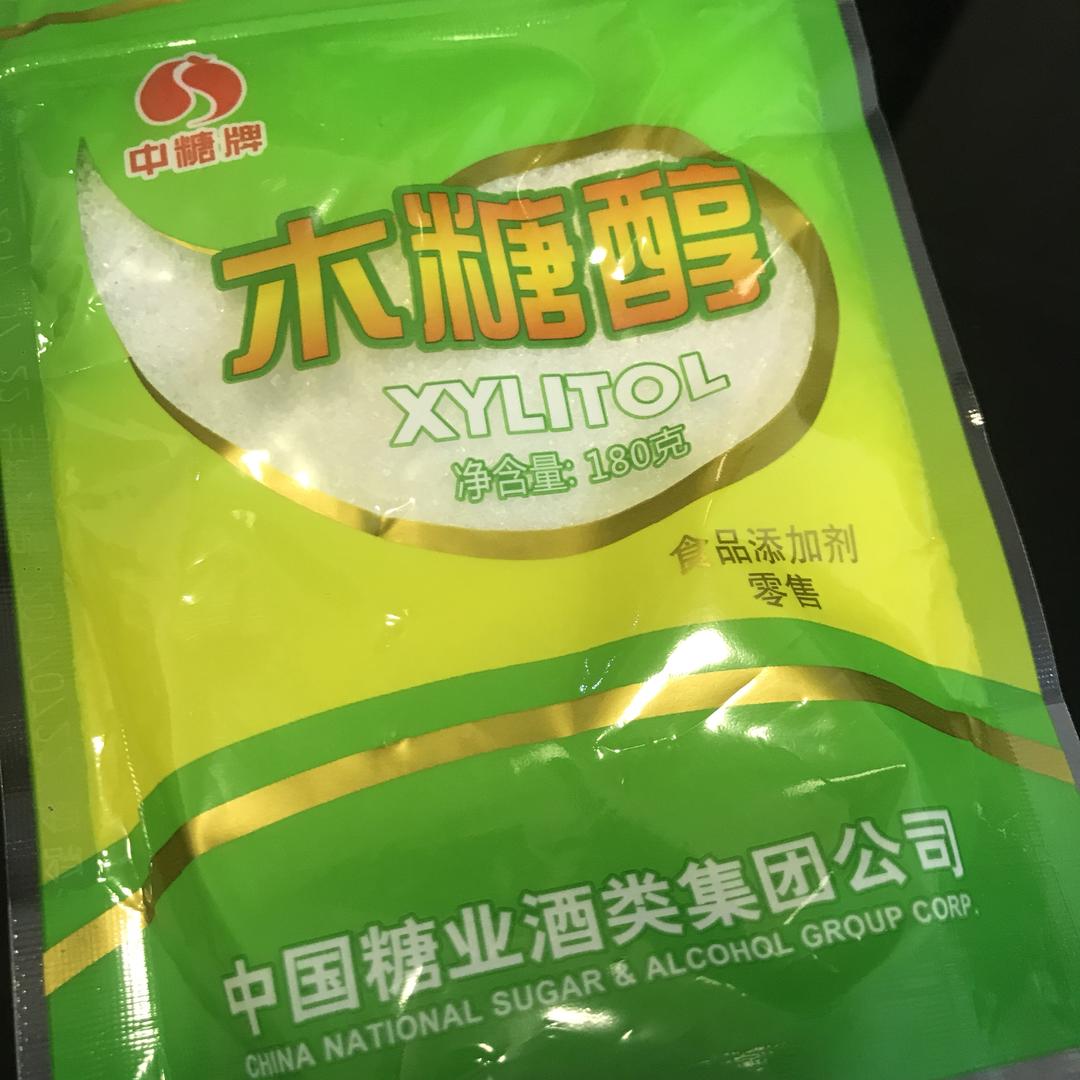 中糖牌
木糖醇
XYLITOL
净含量: 180克
食品添加剂
零售
中国糖业酒类集团公司
CHINA NATIONAL SUGAR & ALCOHOL GROUP CORP.